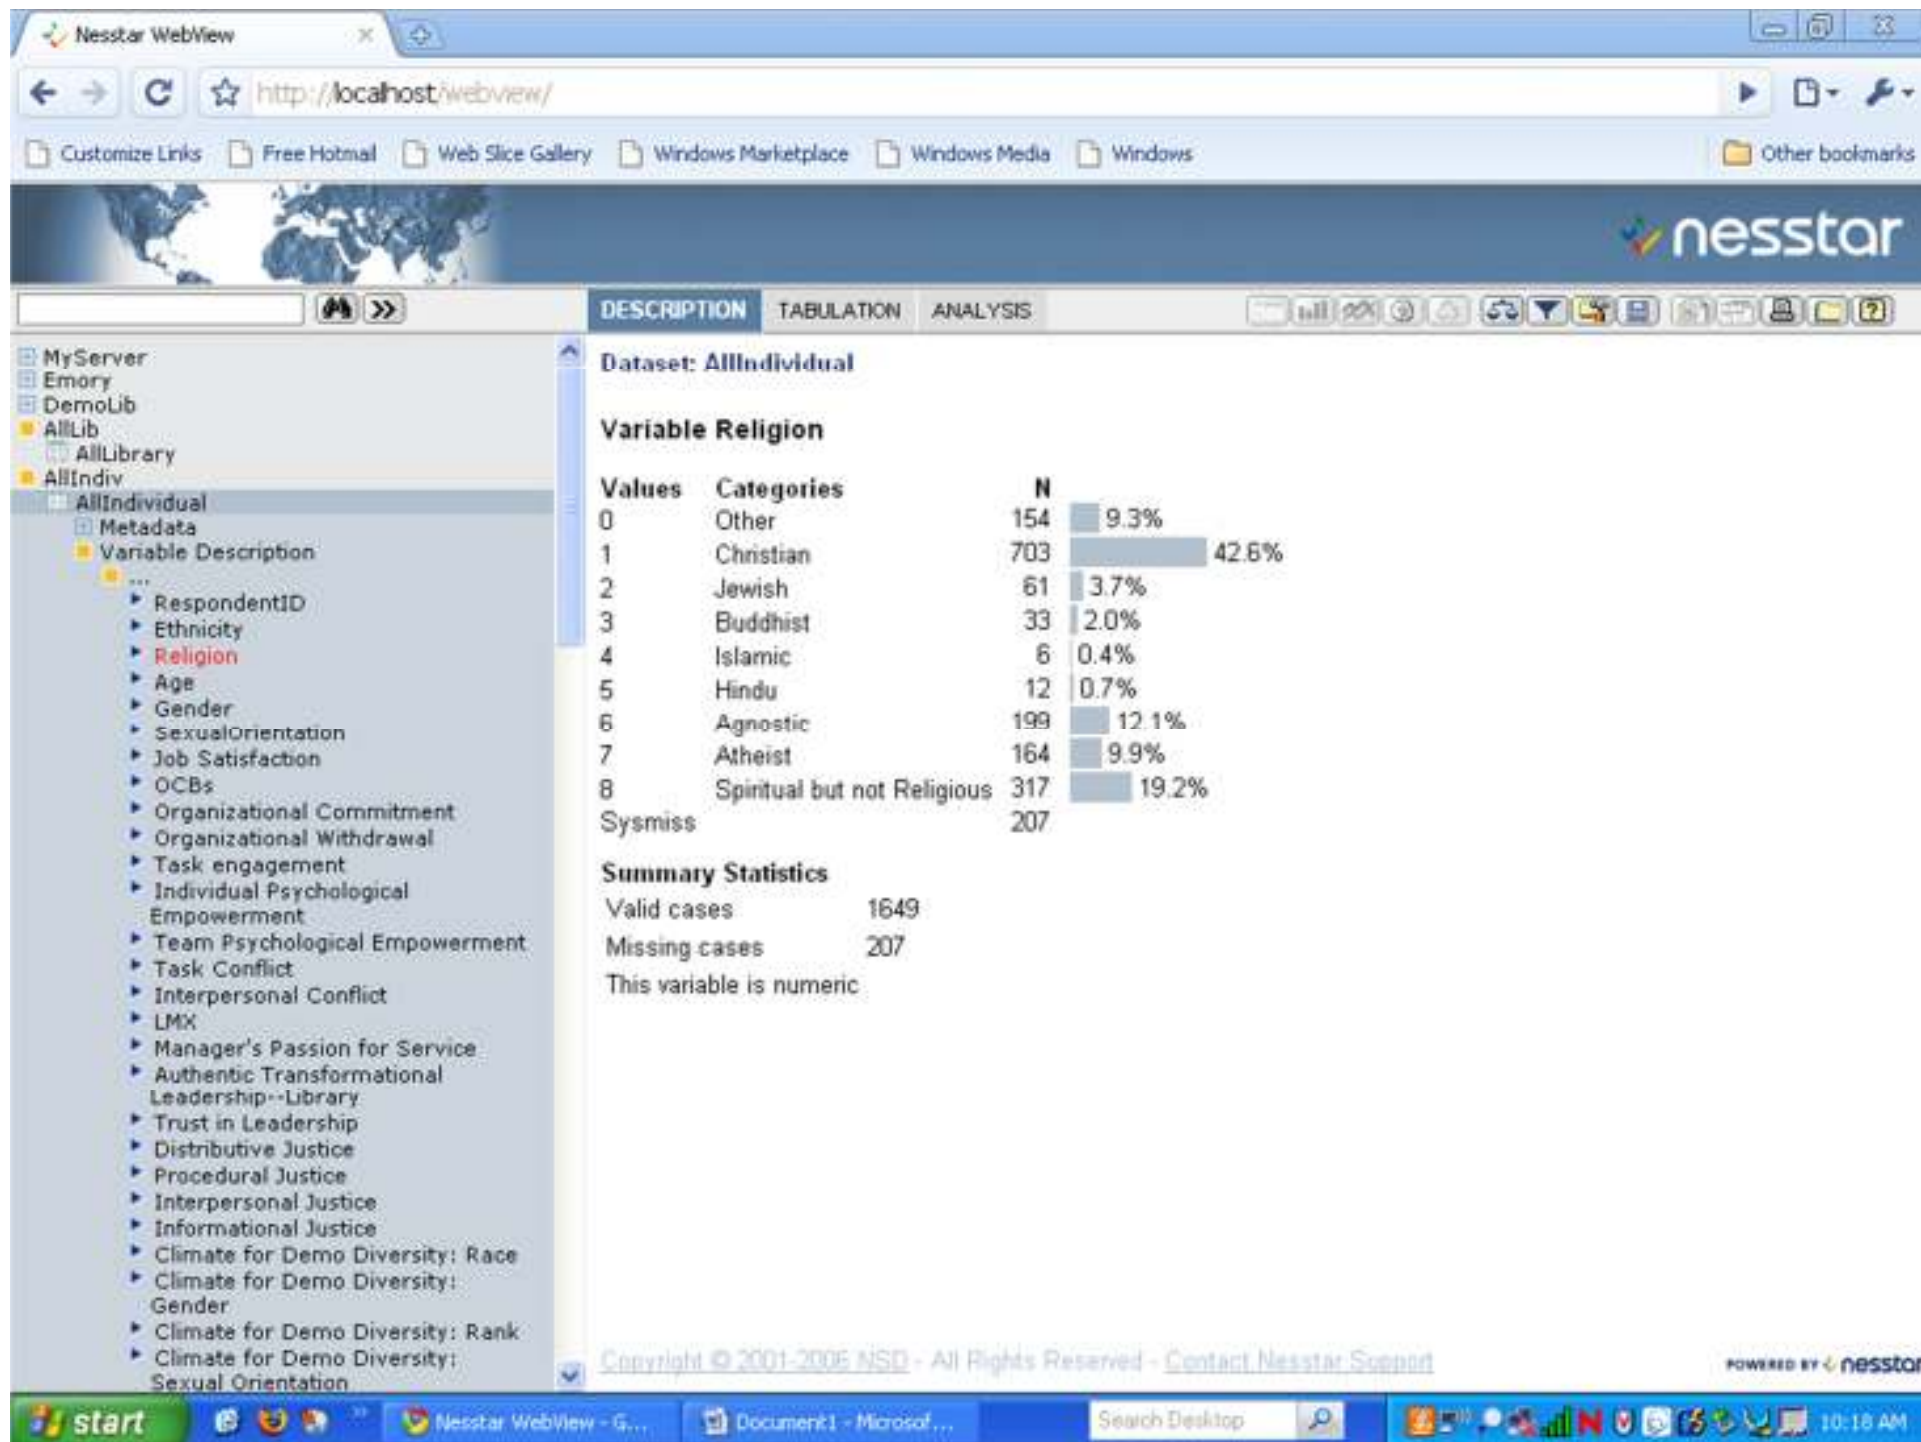 Nesstar WebView
http://localhost/webview/
Customize Links Free Hotmail Web Slice Gallery Windows Marketplace Windows Media Windows Other bookmarks
nesstar
DESCRIPTION TABULATION ANALYSIS
MyServer
Emory
DemoLib
AllLib
AllLibrary
AllIndiv
AllIndividual
Metadata
Variable Description
...
RespondentID
Ethnicity
Religion
Age
Gender
SexualOrientation
Job Satisfaction
OCBs
Organizational Commitment
Organizational Withdrawal
Task engagement
Individual Psychological
Empowerment
Team Psychological Empowerment
Task Conflict
Interpersonal Conflict
LMX
Manager's Passion for Service
Authentic Transformational
Leadership--Library
Trust in Leadership
Distributive Justice
Procedural Justice
Interpersonal Justice
Informational Justice
Climate for Demo Diversity: Race
Climate for Demo Diversity:
Gender
Climate for Demo Diversity: Rank
Climate for Demo Diversity:
Sexual Orientation
Dataset: AllIndividual
Variable Religion
Values Categories N
0 Other 154 9.3%
1 Christian 703 42.6%
2 Jewish 61 3.7%
3 Buddhist 33 2.0%
4 Islamic 6 0.4%
5 Hindu 12 0.7%
6 Agnostic 199 12.1%
7 Atheist 164 9.9%
8 Spiritual but not Religious 317 19.2%
Sysmiss 207
Summary Statistics
Valid cases 1649
Missing cases 207
This variable is numeric
Copyright © 2001-2006 NSD - All Rights Reserved - Contact Nesstar Support
POWERED BY nesstar
start Nesstar WebView - G... Document1 - Microsof... Search Desktop 10:18 AM